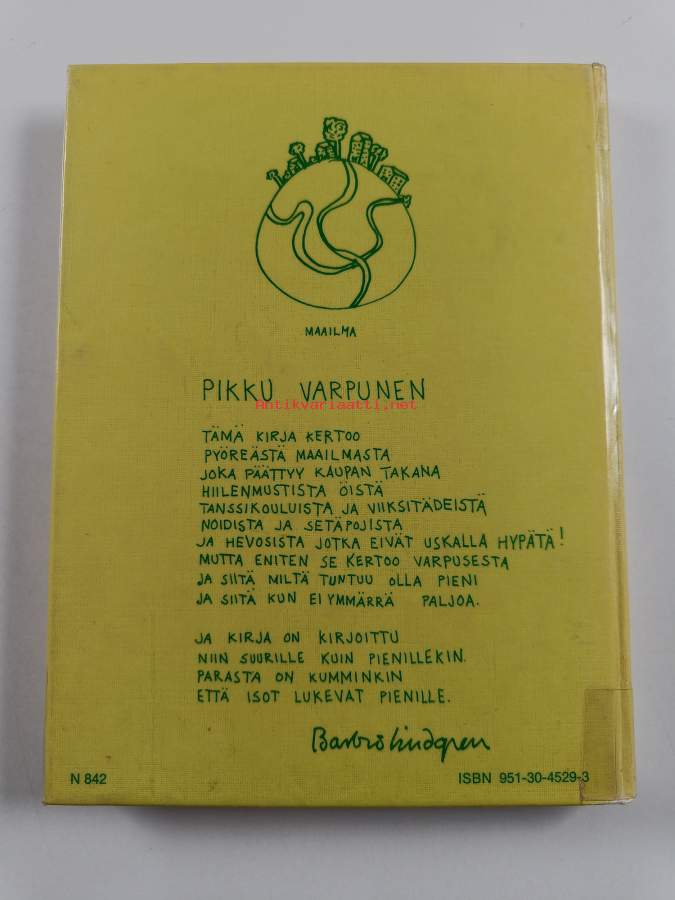 MAAILMA
PIKKU VARPUNEN
Antikvariaatti.net
TÄMÄ KIRJA KERTOO
PYÖREÄSTÄ MAAILMASTA
JOKA PÄÄTTYY KAUPAN TAKANA
HIILENMUSTISTA ÖISTÄ
TANSSIKOULUISTA JA VIIKSITÄDEISTÄ
NOIDISTA JA SETÄPOJISTA
JA HEVOSISTA JOTKA EIVÄT USKALLA HYPÄTÄ!
MUTTA ENITEN SE KERTOO VARPUSESTA
JA SIITÄ MILTÄ TUNTUU OLLA PIENI
JA SIITÄ KUN EI YMMÄRRÄ PALJOA.
JA KIRJA ON KIRJOITTU
NIIN SUURILLE KUIN PIENILLEKIN.
PARASTA ON KUMMINKIN
ETTÄ ISOT LUKEVAT PIENILLE.
Barbro Lindgren
N 842
ISBN 951-30-4529-3